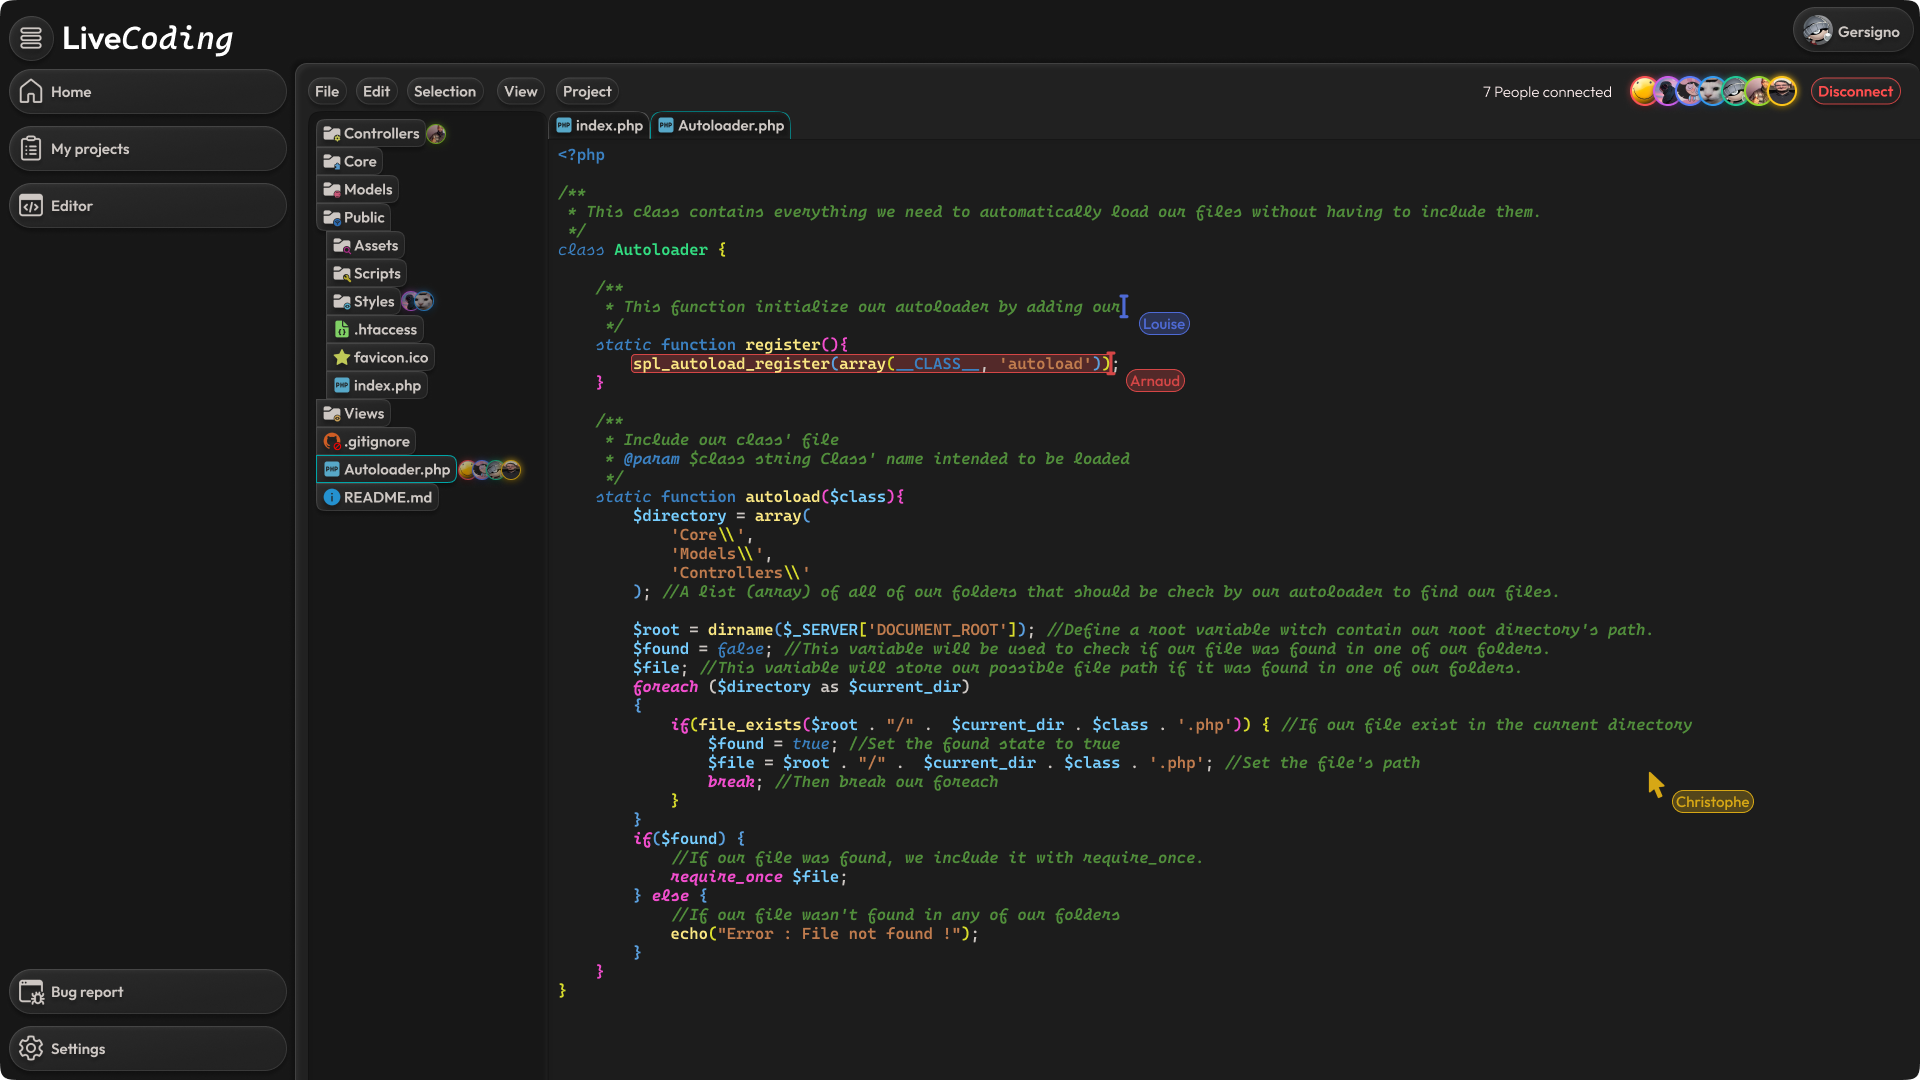 LiveCoding
Gersigno
Home
My projects
Editor
Bug report
Settings
File Edit Selection View Project
7 People connected
Disconnect
Controllers
Core
Models
Public
Assets
Scripts
Styles
.htaccess
favicon.ico
index.php
Views
.gitignore
Autoloader.php
README.md
index.php Autoloader.php
<?php
/**
* This class contains everything we need to automatically load our files without having to include them.
*/
class Autoloader {
/**
* This function initialize our autoloader by adding our
Louise
*/
static function register(){
spl_autoload_register(array(__CLASS__, 'autoload'));
Arnaud
}
/**
* Include our class' file
* @param $class string Class' name intended to be loaded
*/
static function autoload($class){
$directory = array(
'Core\\',
'Models\\',
'Controllers\\'
); //A list (array) of all of our folders that should be check by our autoloader to find our files.
$root = dirname($_SERVER['DOCUMENT_ROOT']); //Define a root variable witch contain our root directory's path.
$found = false; //This variable will be used to check if our file was found in one of our folders.
$file; //This variable will store our possible file path if it was found in one of our folders.
foreach ($directory as $current_dir)
{
if(file_exists($root . "/" .  $current_dir . $class . '.php')) { //If our file exist in the current directory
$found = true; //Set the found state to true
$file = $root . "/" .  $current_dir . $class . '.php'; //Set the file's path
break; //Then break our foreach
}
Christophe
}
if($found) {
//If our file was found, we include it with require_once.
require_once $file;
} else {
//If our file wasn't found in any of our folders
echo("Error : File not found !");
}
}
}